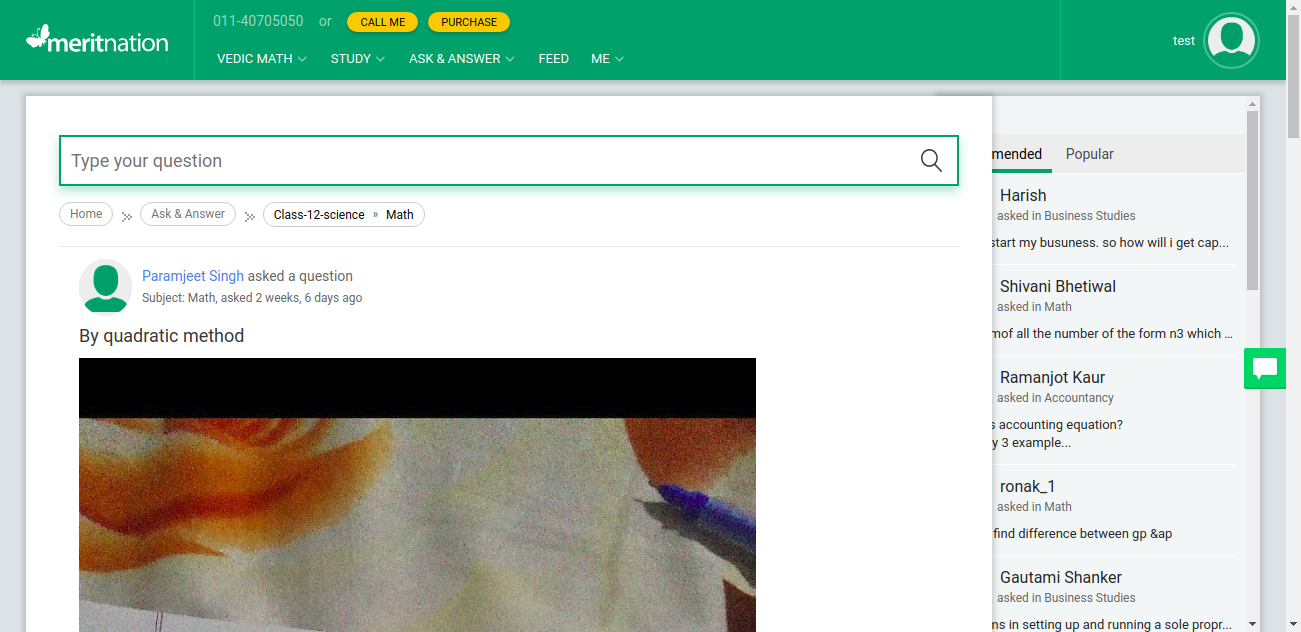 011-40705050 or CALL ME PURCHASE
meritnation
VEDIC MATH STUDY ASK & ANSWER FEED ME
test
Type your question
Home Ask & Answer Class-12-science » Math
Paramjeet Singh asked a question
Subject: Math, asked 2 weeks, 6 days ago
By quadratic method
mended Popular
Harish
asked in Business Studies
start my busuness. so how will i get cap...
Shivani Bhetiwal
asked in Math
mof all the number of the form n3 which ...
Ramanjot Kaur
asked in Accountancy
s accounting equation?
y 3 example...
ronak_1
asked in Math
find difference between gp &ap
Gautami Shanker
asked in Business Studies
ms in setting up and running a sole propr...